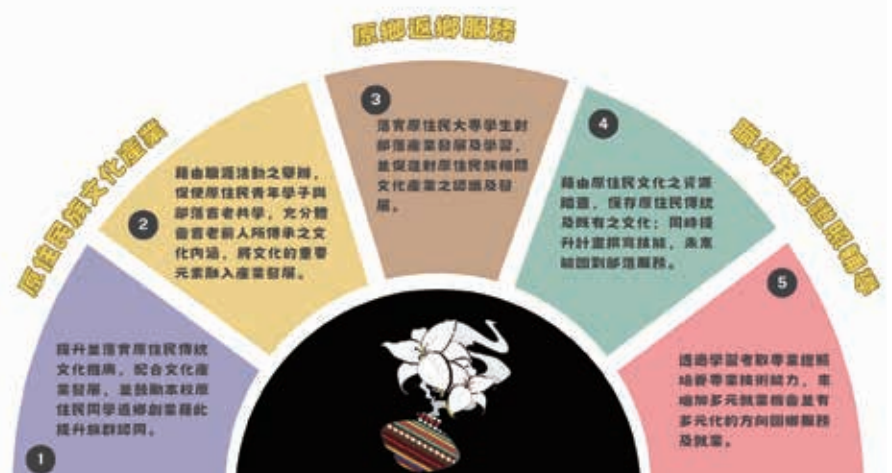 原住民族文化產業
原鄉返鄉服務
職場技能證照輔導
1
提升並落實原住民傳統
文化推廣，配合文化產
業發展，並鼓勵本校原
住民同學返鄉創業藉此
提升族群認同。
2
藉由職涯活動之舉辦，
促使原住民青年學子與
部落耆老共學，充分體
會耆老前人所傳承之文
化內涵，將文化的重要
元素融入產業發展。
3
落實原住民大專學生對
部落產業發展及學習，
並促進對原住民族相關
文化產業之認識及發
展。
4
藉由原住民文化之資源
踏查，保存原住民傳統
及既有之文化；同時提
升計畫撰寫技能，未來
能回到部落服務。
5
透過學習考取專業證照
培養專業技術能力，來
增加多元就業機會並有
多元化的方向回鄉服務
及就業。